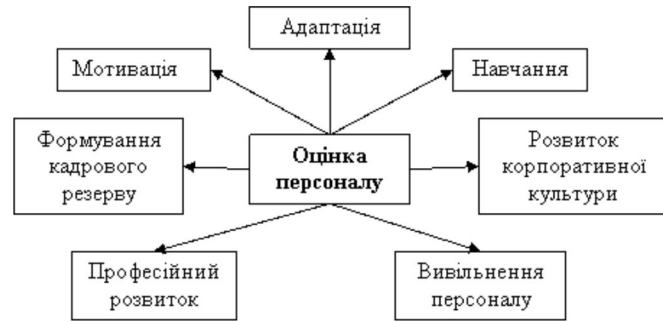 Адаптація
Мотивація
Навчання
Формування
кадрового
резерву
Оцінка
персоналу
Розвиток
корпоративної
культури
Професійний
розвиток
Вивільнення
персоналу